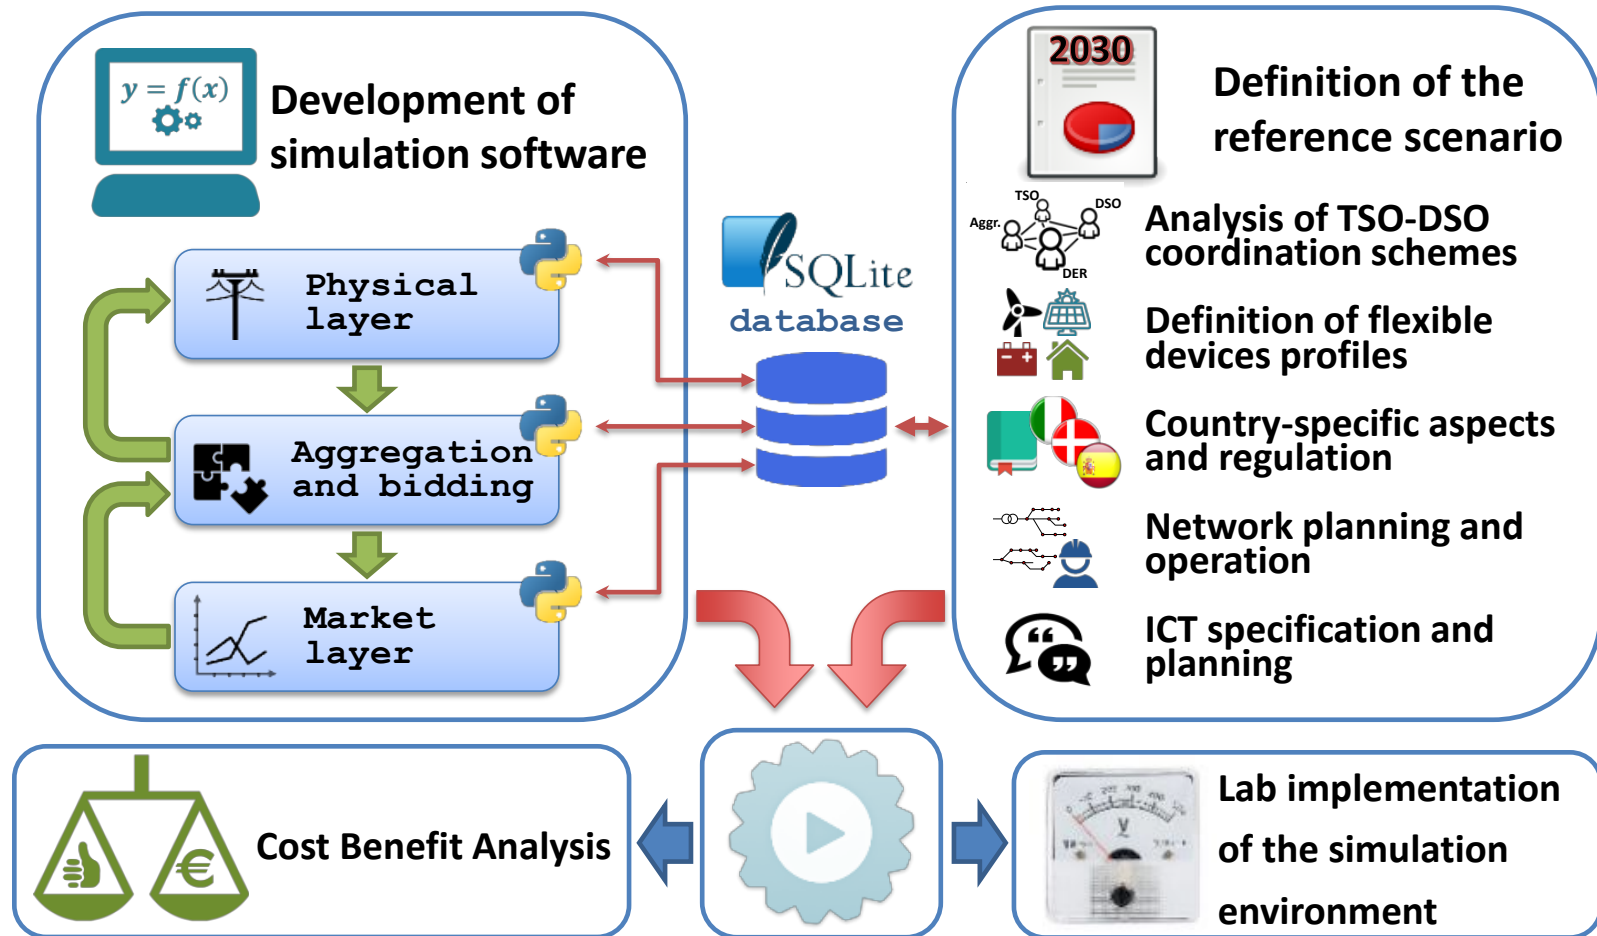 y = f(x)
Development of
simulation software
Physical
layer
Aggregation
and bidding
Market
layer
SQLite
database
2030
Definition of the
reference scenario
TSO
DSO
Aggr.
DER
Analysis of TSO-DSO
coordination schemes
Definition of flexible
devices profiles
Country-specific aspects
and regulation
Network planning and
operation
ICT specification and
planning
Cost Benefit Analysis
€
Lab implementation
of the simulation
environment
V